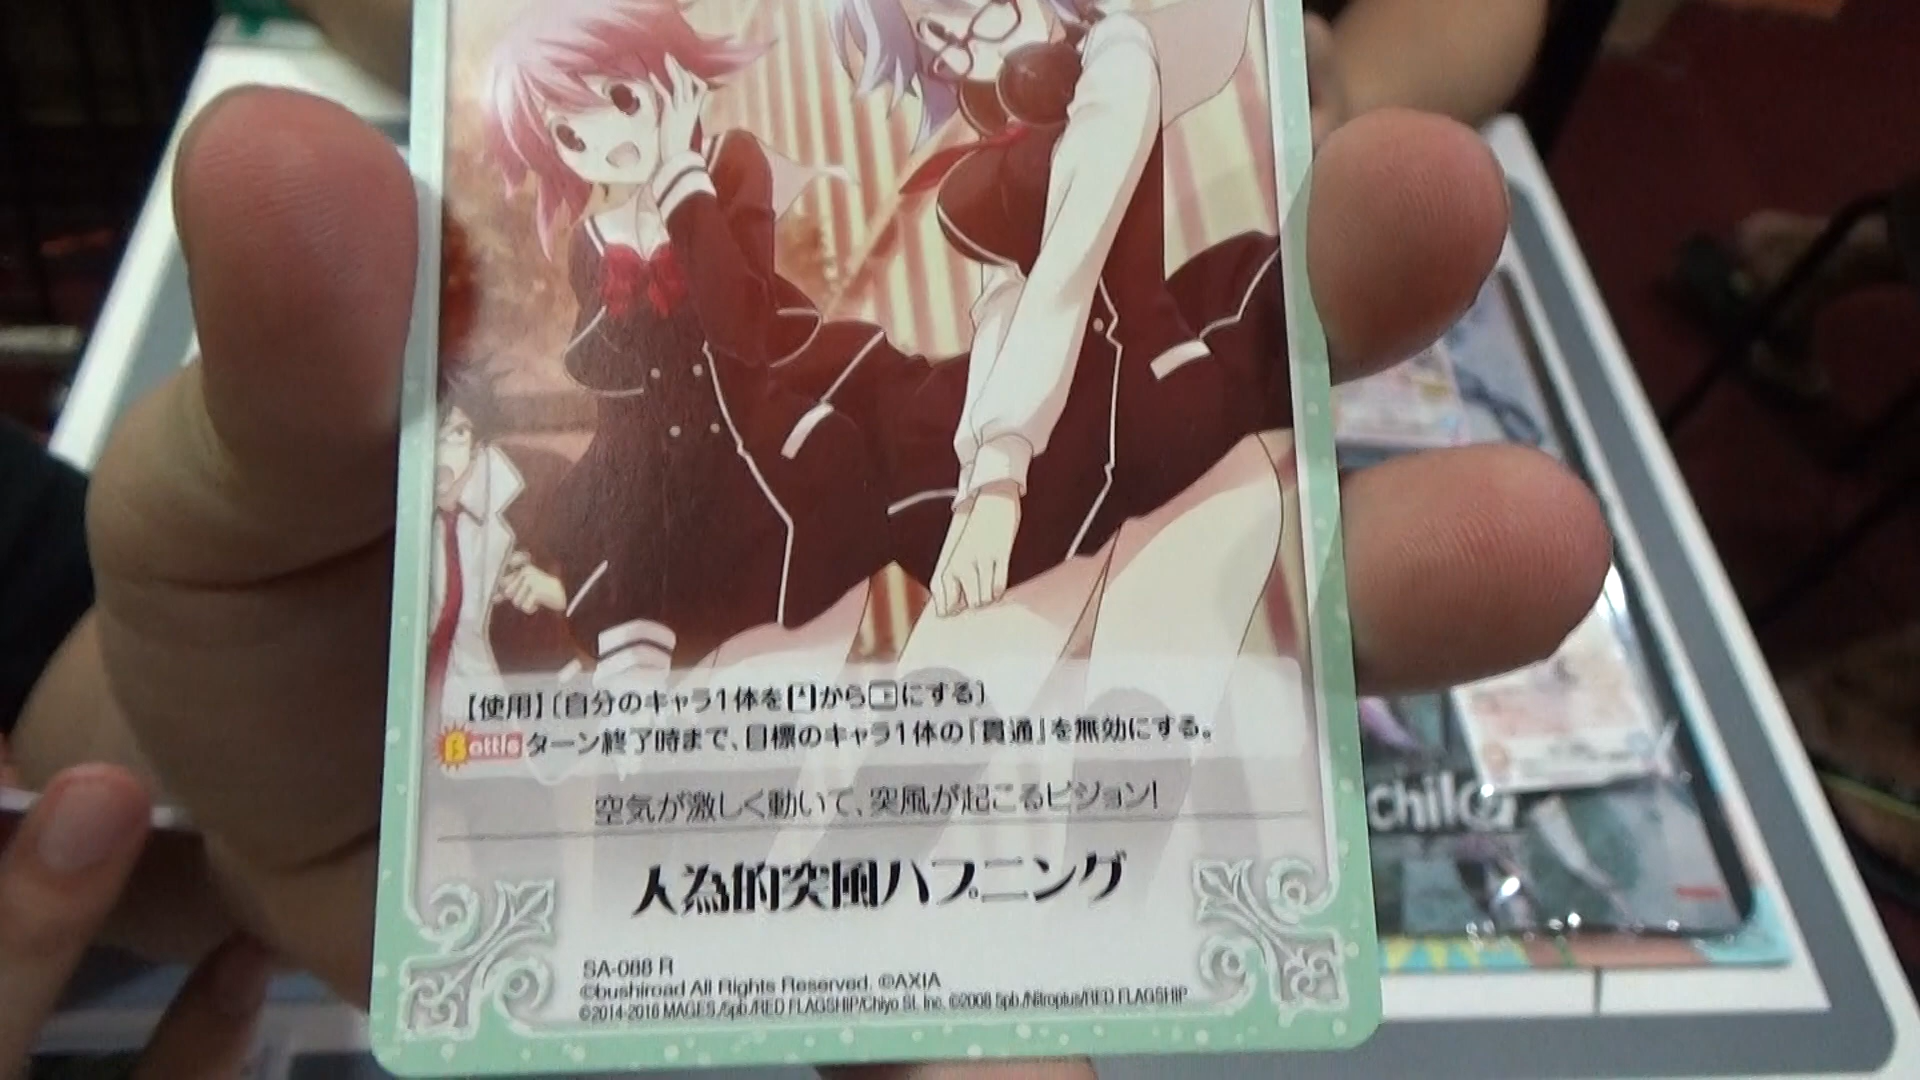 【使用】〔自分のキャラ1体を[ ]から[ ]にする〕
Battle ターン終了時まで、目標のキャラ1体の「貫通」を無効にする。
空気が激しく動いて、突風が起こるビジョン!
人為的突風ハプニング
SA-088 R
©bushiroad All Rights Reserved. ©AXIA
©2014-2016 MAGES./5pb./RED FLAGSHIP/Chiyo St. Inc. ©2008 5pb./Nitroplus/RED FLAGSHIP